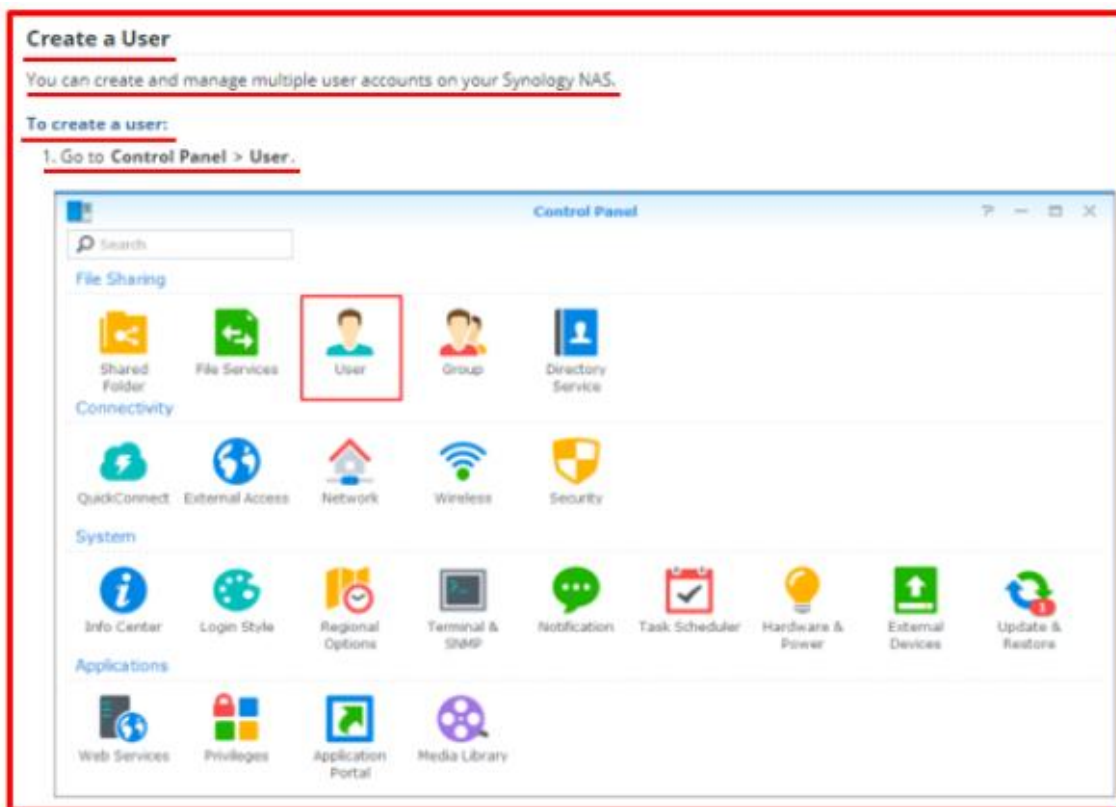 Create a User
You can create and manage multiple user accounts on your Synology NAS.
To create a user:
1. Go to Control Panel > User.
Control Panel
? — X
Search
File Sharing
Shared Folder
File Services
User
Group
Directory Service
Connectivity
QuickConnect
External Access
Network
Wireless
Security
System
Info Center
Login Style
Regional Options
Terminal & SNMP
Notification
Task Scheduler
Hardware & Power
External Devices
Update & Restore
1
Applications
Web Services
Privileges
Application Portal
Media Library